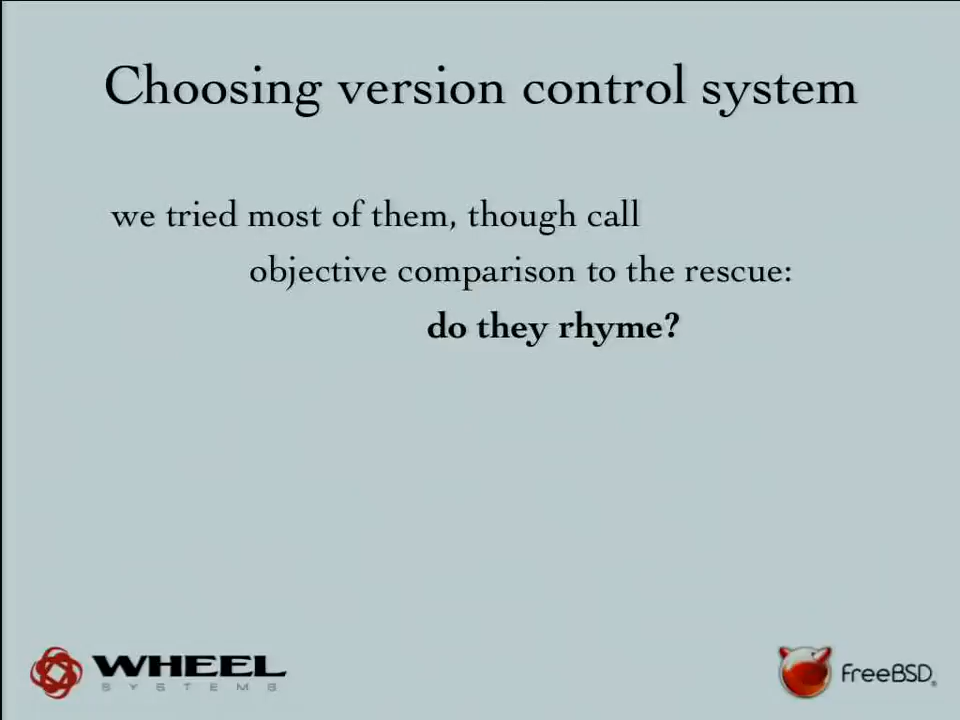 Choosing version control system
we tried most of them, though call
objective comparison to the rescue:
do they rhyme?
WHEEL
SYSTEMS
FreeBSD®